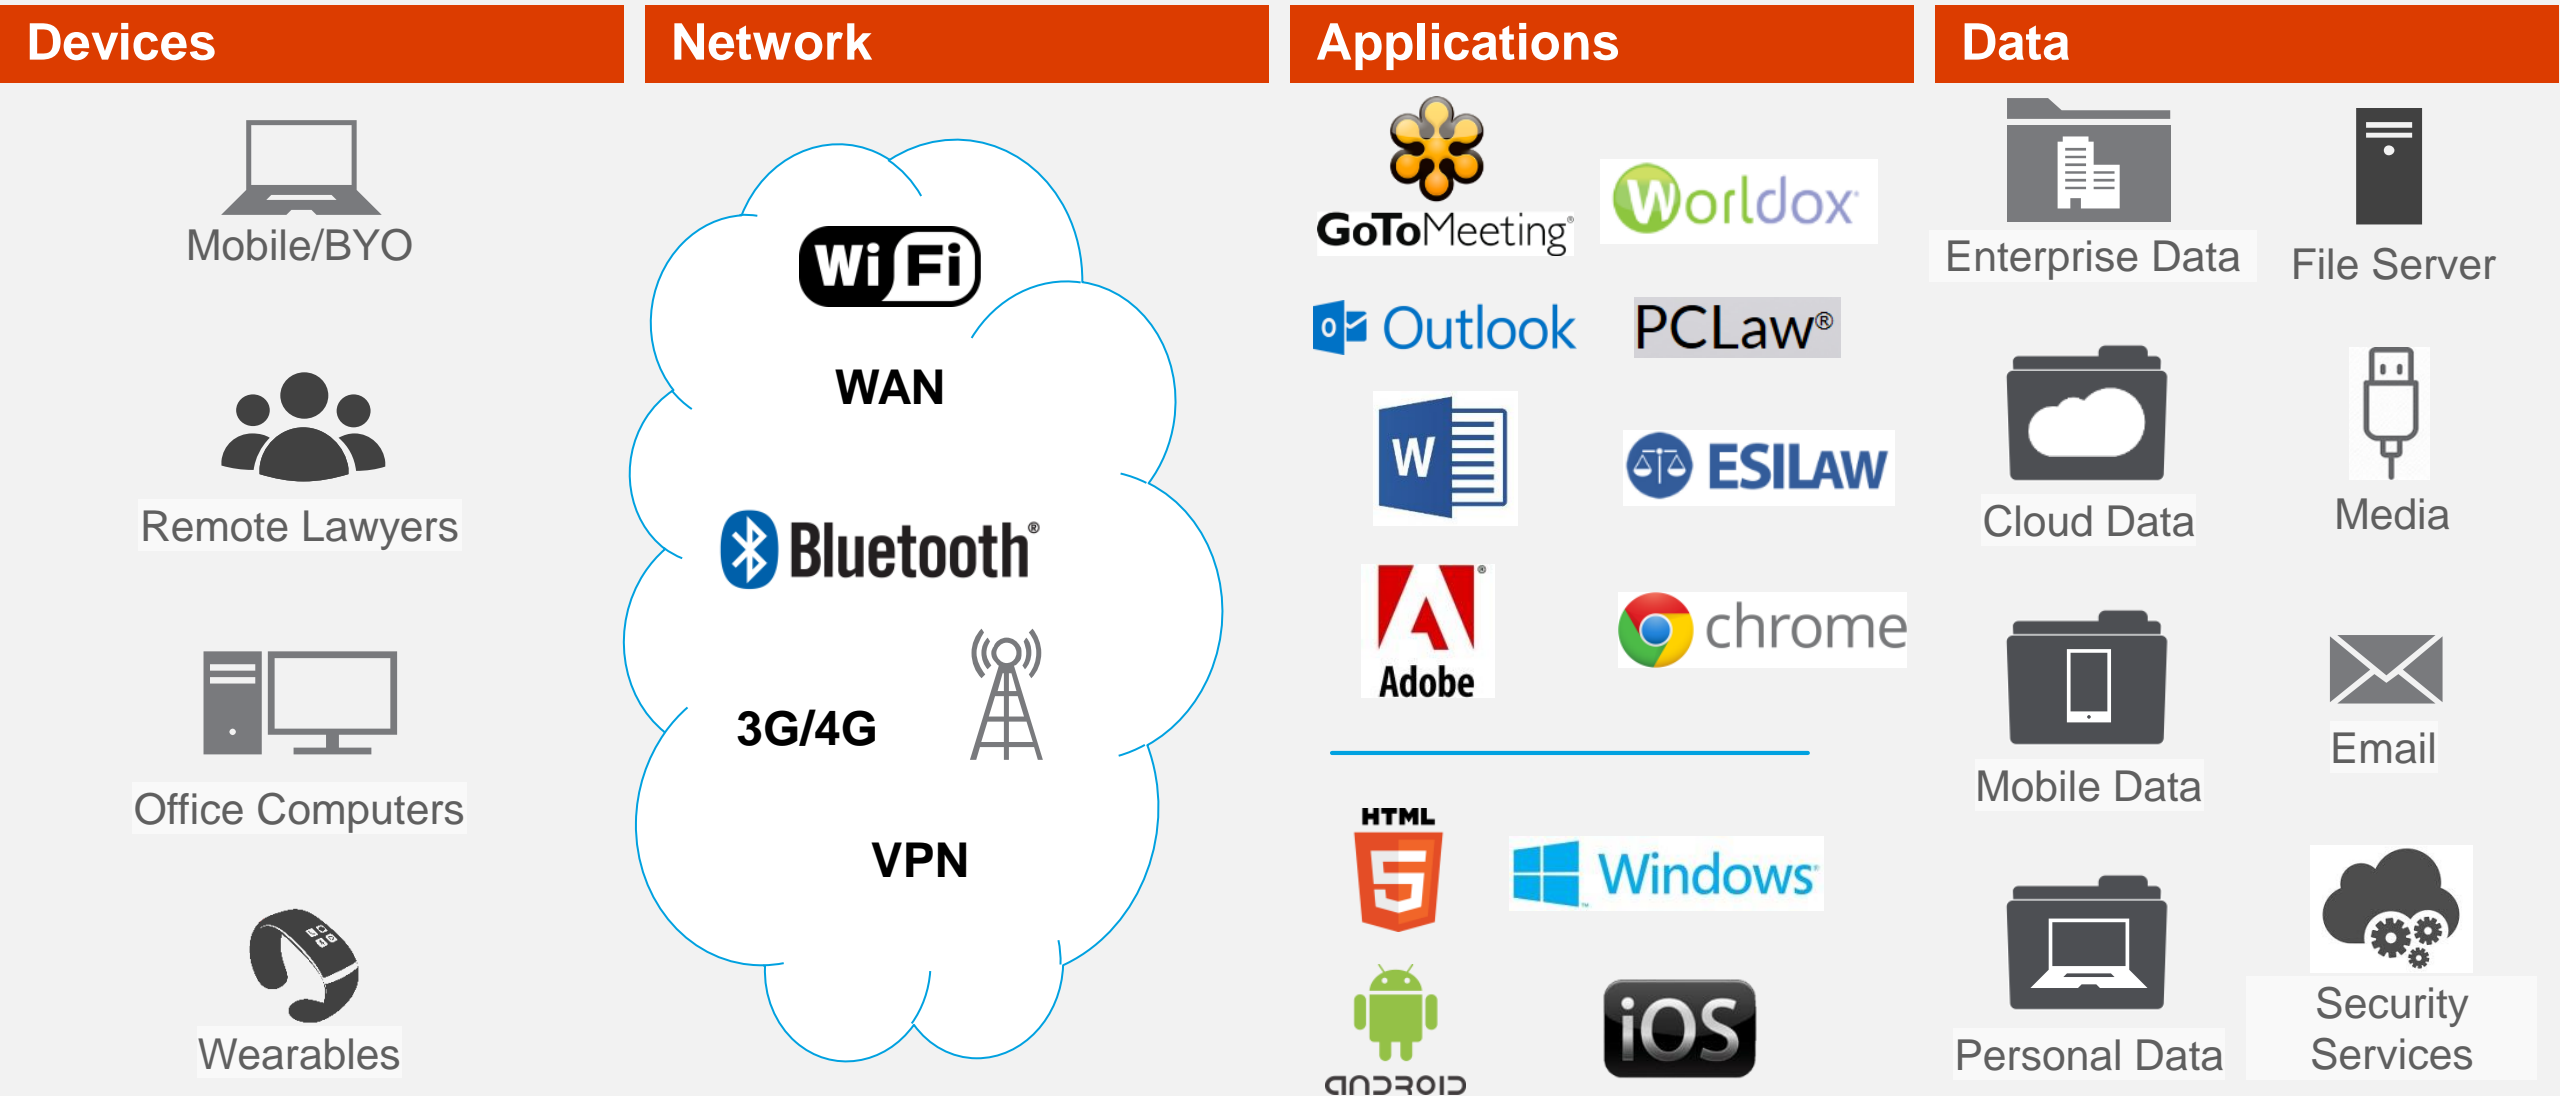 Devices
Network
Applications
Data
Mobile/BYO
Remote Lawyers
Office Computers
Wearables
Wi Fi
WAN
Bluetooth®
3G/4G
VPN
GoToMeeting®
Worldox
Outlook
PCLaw®
W
ESILAW
Adobe
chrome
HTML
5
Windows
ANDROID
iOS
Enterprise Data
File Server
Cloud Data
Media
Mobile Data
Email
Personal Data
Security
Services